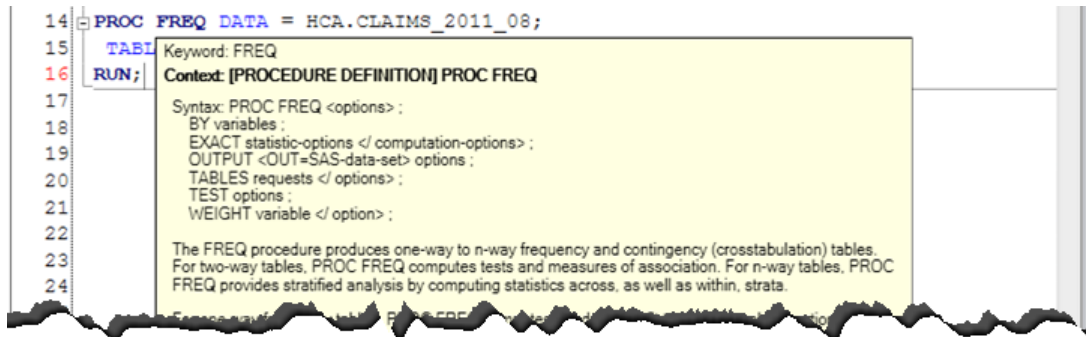 14 PROC FREQ DATA = HCA.CLAIMS_2011_08;
15 TABL
16 RUN;
17
18
19
20
21
22
23
24
Keyword: FREQ
Context: [PROCEDURE DEFINITION] PROC FREQ
Syntax: PROC FREQ <options> ;
BY variables ;
EXACT statistic-options </ computation-options> ;
OUTPUT <OUT=SAS-data-set> options ;
TABLES requests </ options> ;
TEST options ;
WEIGHT variable </ option> ;
The FREQ procedure produces one-way to n-way frequency and contingency (crosstabulation) tables.
For two-way tables, PROC FREQ computes tests and measures of association. For n-way tables, PROC
FREQ provides stratified analysis by computing statistics across, as well as within, strata.